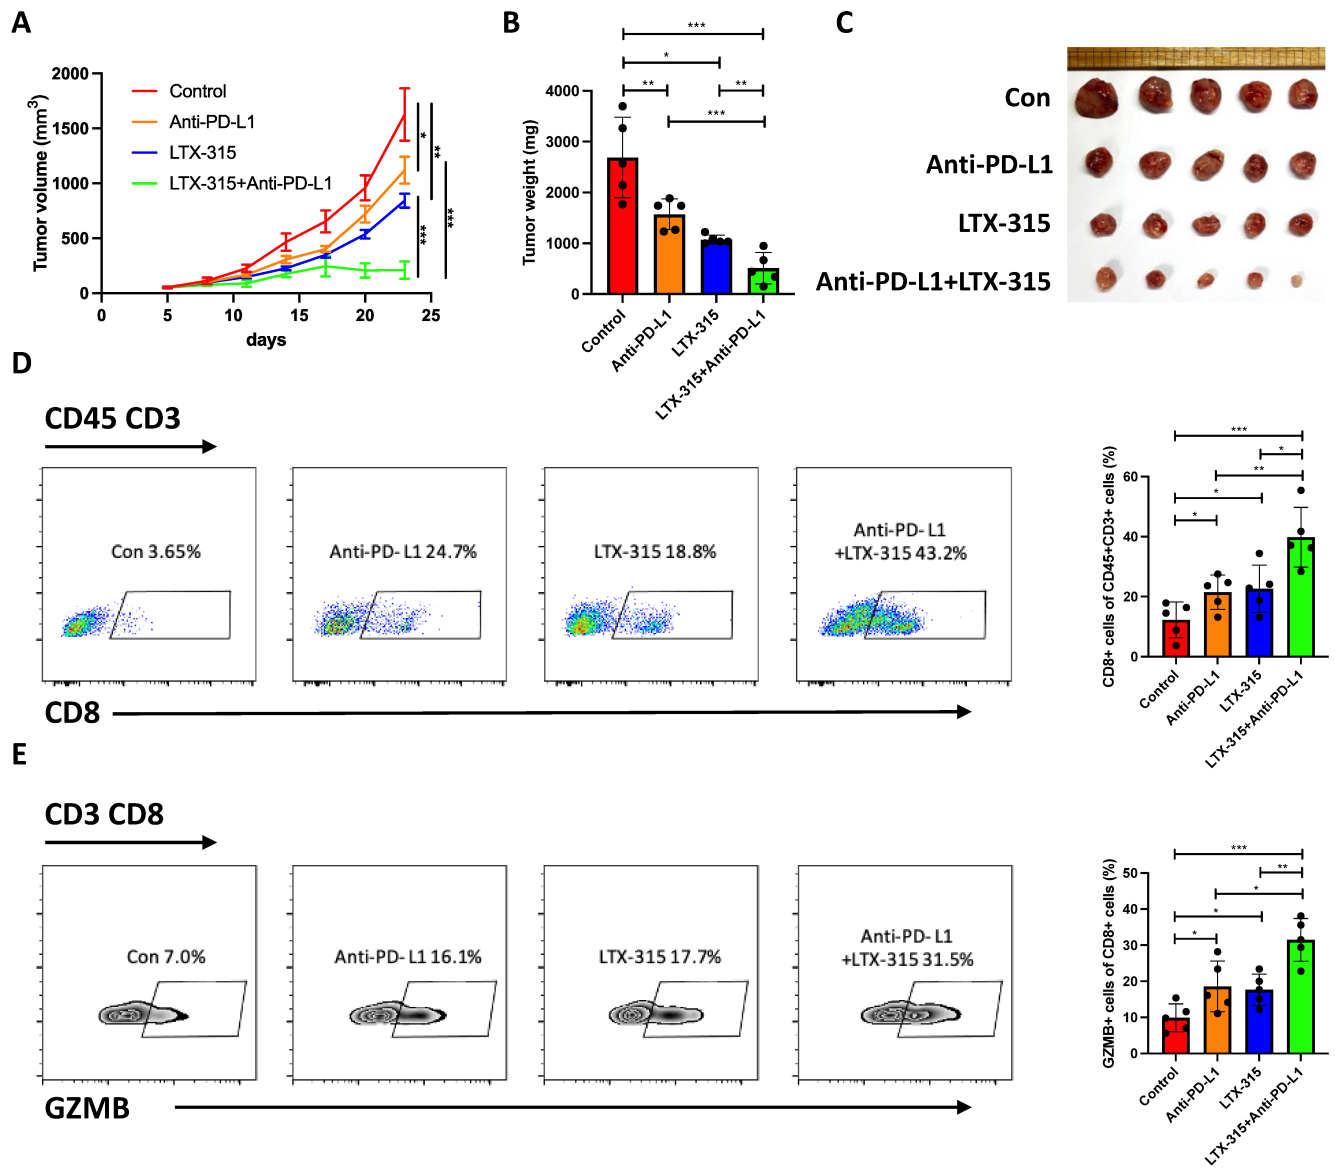 A
Tumor volume (mm3)
2000
1500
1000
500
0
0
5
10
15
20
25
days
Control
Anti-PD-L1
LTX-315
LTX-315+Anti-PD-L1
*
**
***
***
B
Tumor weight (mg)
4000
3000
2000
1000
0
***
*
**
**
***
Control
Anti-PD-L1
LTX-315
LTX-315+Anti-PD-L1
C
Con
Anti-PD-L1
LTX-315
Anti-PD-L1+LTX-315
D
CD45 CD3
Con 3.65%
Anti-PD- L1 24.7%
LTX-315 18.8%
Anti-PD- L1
+LTX-315 43.2%
CD8
CD8+ cells of CD45+CD3+ cells (%)
60
40
20
0
***
*
**
*
*
Control
Anti-PD-L1
LTX-315
LTX-315+Anti-PD-L1
E
CD3 CD8
Con 7.0%
Anti-PD- L1 16.1%
LTX-315 17.7%
Anti-PD- L1
+LTX-315 31.5%
GZMB
GZMB+ cells of CD8+ cells (%)
50
40
30
20
10
0
***
**
*
*
*
Control
Anti-PD-L1
LTX-315
LTX-315+Anti-PD-L1